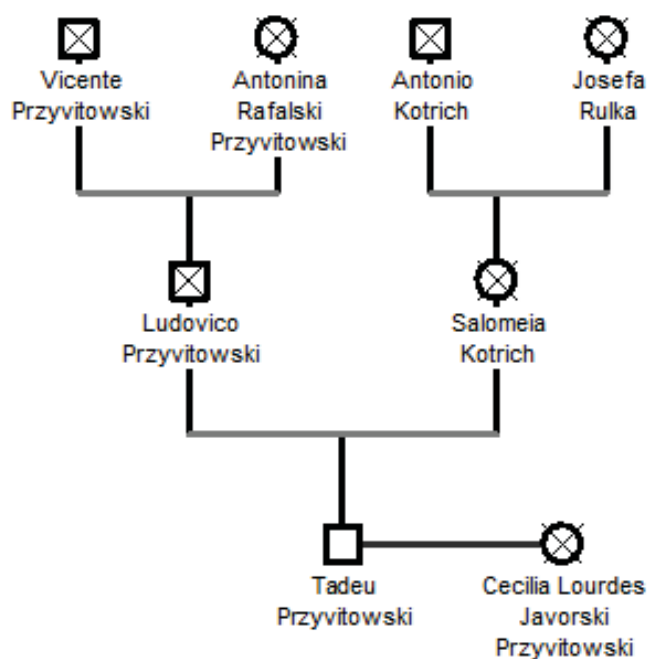 Vicente
Przyvitowski
Antonina
Rafalski
Przyvitowski
Antonio
Kotrich
Josefa
Rulka
Ludovico
Przyvitowski
Salomeia
Kotrich
Tadeu
Przyvitowski
Cecilia Lourdes
Javorski
Przyvitowski